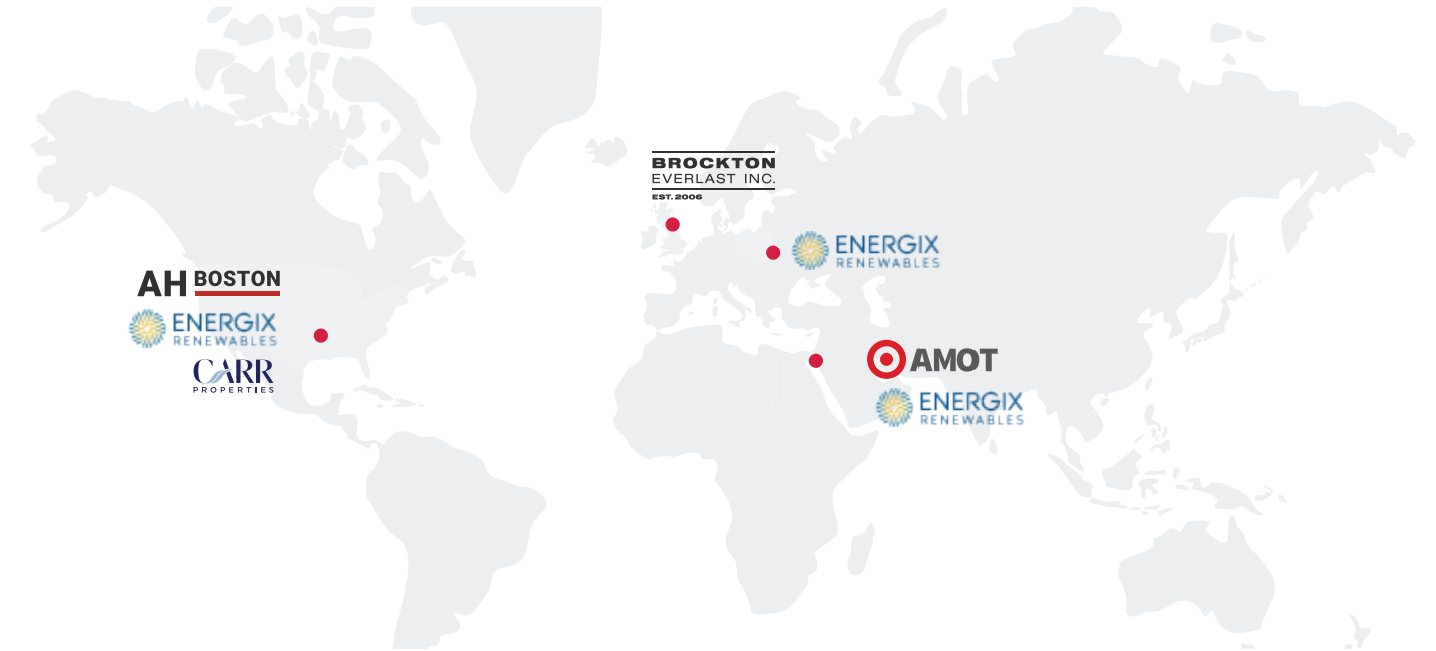 BROCKTON
EVERLAST INC.
EST. 2006
ENERGIX
RENEWABLES
AH BOSTON
ENERGIX
RENEWABLES
CARR
PROPERTIES
AMOT
ENERGIX
RENEWABLES